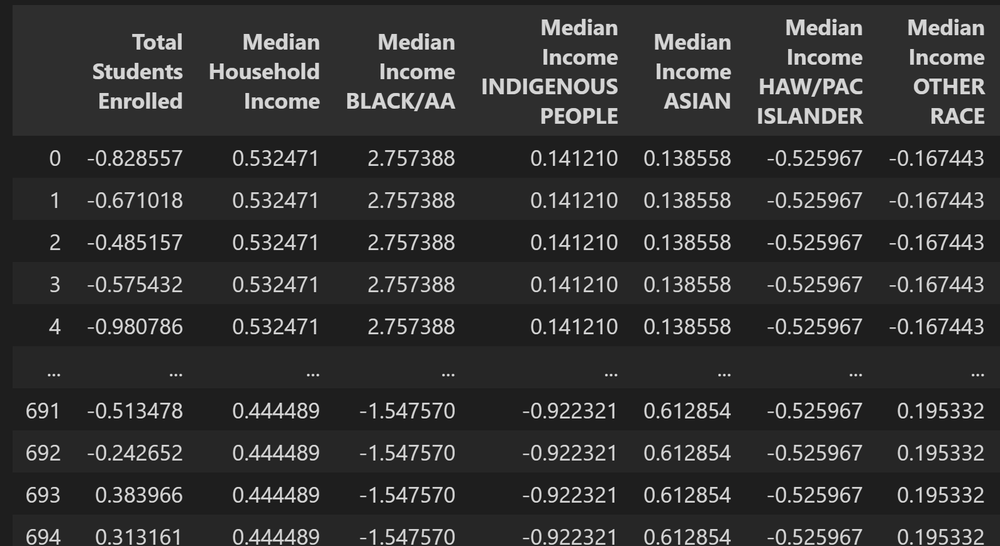 Total Students Enrolled Median Household Income Median Income BLACK/AA Median Income INDIGENOUS PEOPLE Median Income ASIAN Median Income HAW/PAC ISLANDER Median Income OTHER RACE
0 -0.828557 0.532471 2.757388 0.141210 0.138558 -0.525967 -0.167443
1 -0.671018 0.532471 2.757388 0.141210 0.138558 -0.525967 -0.167443
2 -0.485157 0.532471 2.757388 0.141210 0.138558 -0.525967 -0.167443
3 -0.575432 0.532471 2.757388 0.141210 0.138558 -0.525967 -0.167443
4 -0.980786 0.532471 2.757388 0.141210 0.138558 -0.525967 -0.167443
... ... ... ... ... ... ... ...
691 -0.513478 0.444489 -1.547570 -0.922321 0.612854 -0.525967 0.195332
692 -0.242652 0.444489 -1.547570 -0.922321 0.612854 -0.525967 0.195332
693 0.383966 0.444489 -1.547570 -0.922321 0.612854 -0.525967 0.195332
694 0.313161 0.444489 -1.547570 -0.922321 0.612854 -0.525967 0.195332